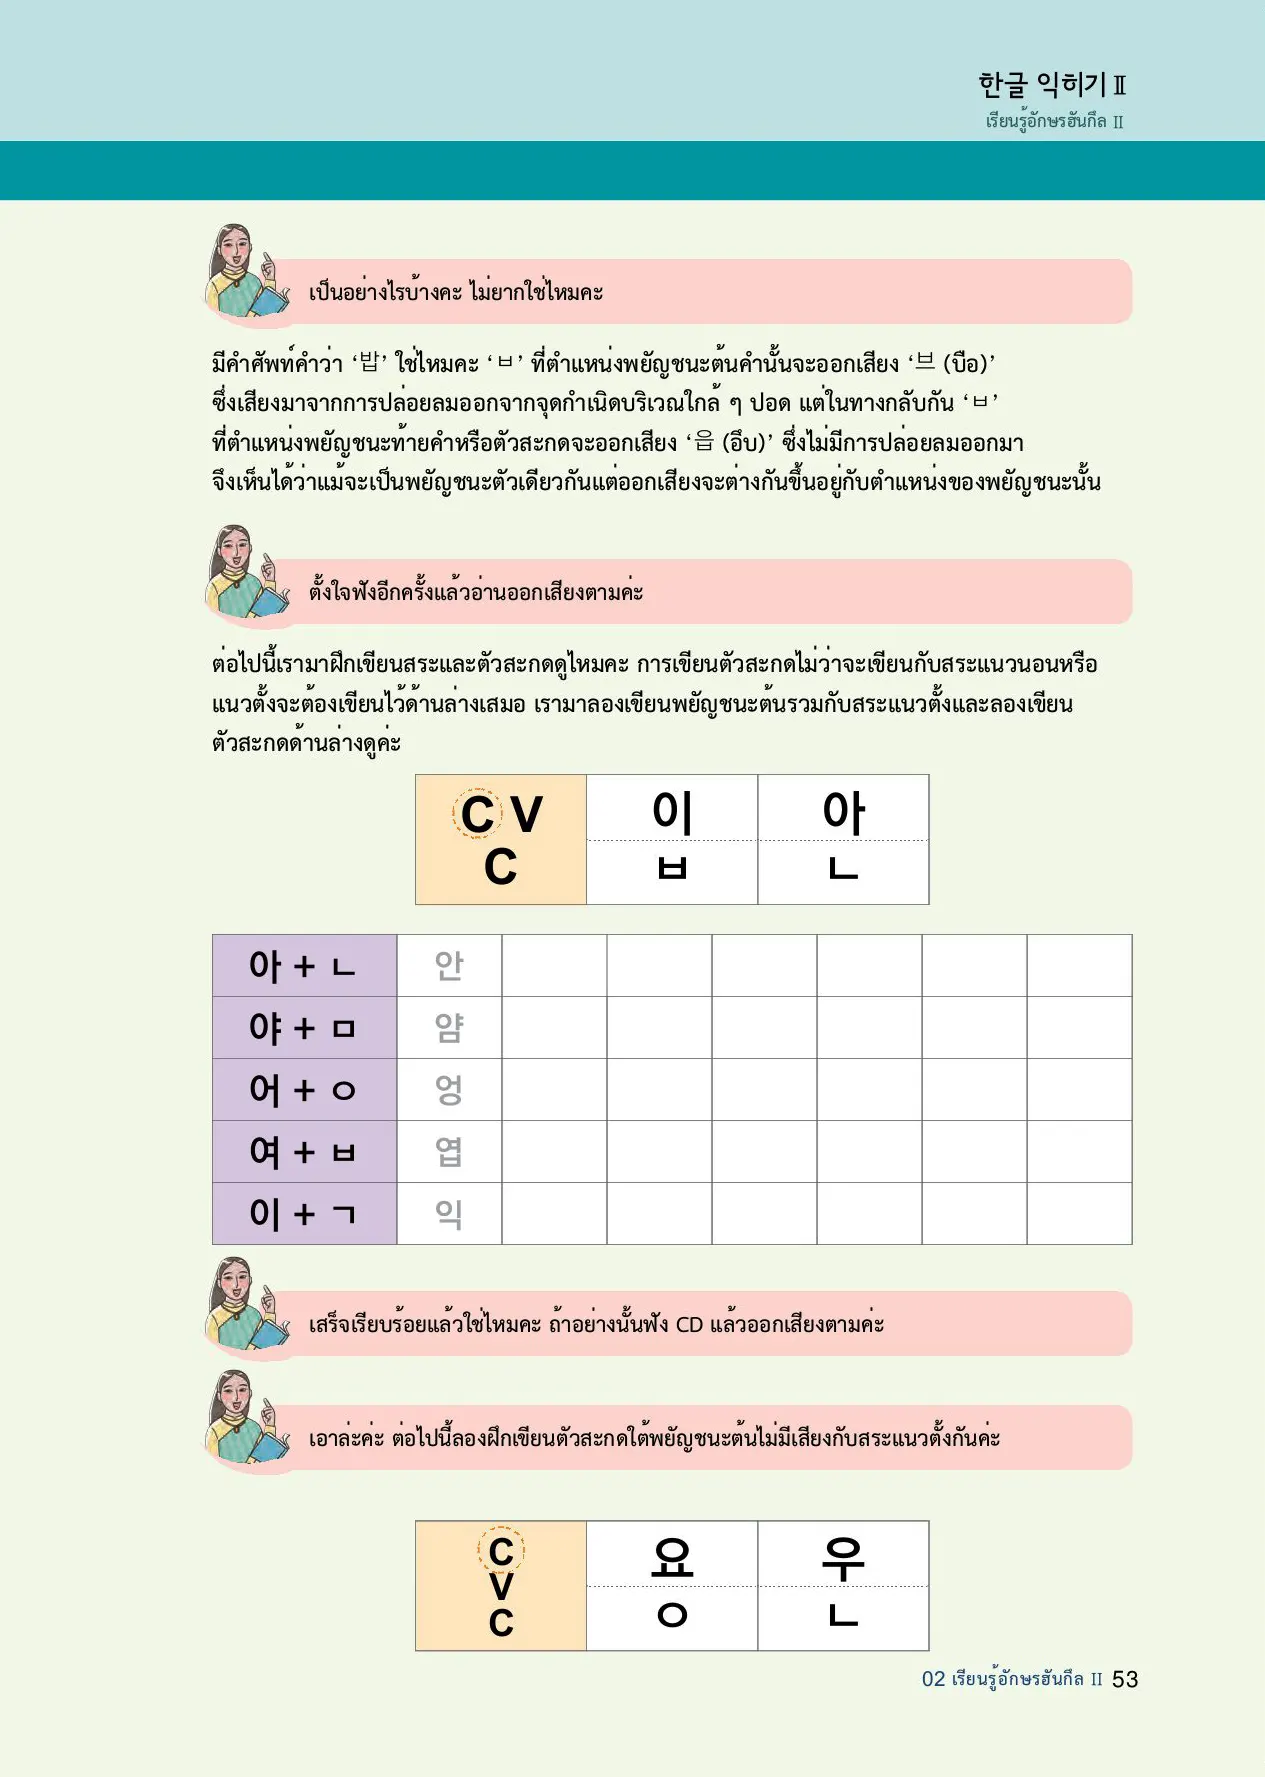 한글 익히기 Ⅱ
เรียนรู้อักษรฮันกึล Ⅱ
เป็นอย่างไรบ้างคะ ไม่ยากใช่ไหมคะ
มีคำศัพท์คำว่า ‘밥’ ใช่ไหมคะ ‘ㅂ’ ที่ตำแหน่งพยัญชนะต้นคำนั้นจะออกเสียง ‘브 (บือ)’
ซึ่งเสียงมาจากการปล่อยลมออกจากจุดกำเนิดบริเวณใกล้ ๆ ปอด แต่ในทางกลับกัน ‘ㅂ’
ที่ตำแหน่งพยัญชนะท้ายคำหรือตัวสะกดจะออกเสียง ‘읍 (อึบ)’ ซึ่งไม่มีการปล่อยลมออกมา
จึงเห็นได้ว่าแม้จะเป็นพยัญชนะตัวเดียวกันแต่ออกเสียงจะต่างกันขึ้นอยู่กับตำแหน่งของพยัญชนะนั้น
ตั้งใจฟังอีกครั้งแล้วอ่านออกเสียงตามค่ะ
ต่อไปนี้เรามาฝึกเขียนสระและตัวสะกดดูไหมคะ การเขียนตัวสะกดไม่ว่าจะเขียนกับสระแนวนอนหรือ
แนวตั้งจะต้องเขียนไว้ด้านล่างเสมอ เรามาลองเขียนพยัญชนะต้นรวมกับสระแนวตั้งและลองเขียน
ตัวสะกดด้านล่างดูค่ะ
C V 이 아
C ㅂ ㄴ
아 + ㄴ 안
야 + ㅁ 얌
어 + ㅇ 엉
여 + ㅂ 엽
이 + ㄱ 익
เสร็จเรียบร้อยแล้วใช่ไหมคะ ถ้าอย่างนั้นฟัง CD แล้วออกเสียงตามค่ะ
เอาล่ะค่ะ ต่อไปนี้ลองฝึกเขียนตัวสะกดใต้พยัญชนะต้นไม่มีเสียงกับสระแนวตั้งกันค่ะ
C 요 우
V
C ㅇ ㄴ
02 เรียนรู้อักษรฮันกึล Ⅱ 53